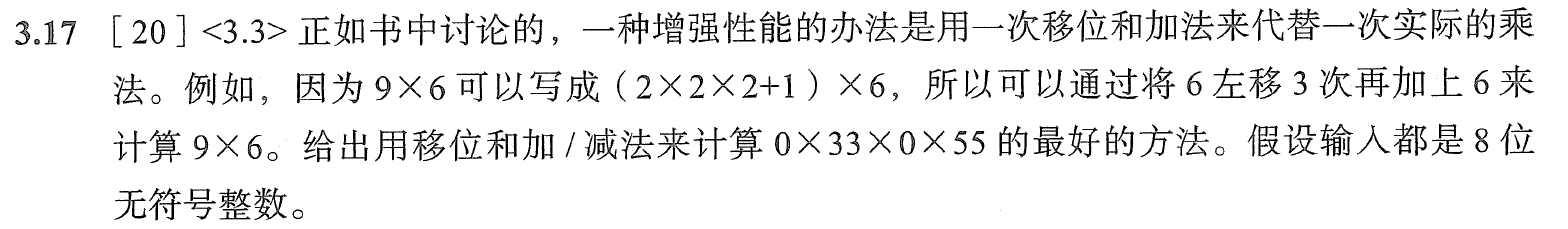 3.17 [ 20 ] <3.3> 正如书中讨论的，一种增强性能的办法是用一次移位和加法来代替一次实际的乘
法。例如，因为 9×6 可以写成（2×2×2+1）×6，所以可以通过将 6 左移 3 次再加上 6 来
计算 9×6。给出用移位和加 / 减法来计算 0×33×0×55 的最好的方法。假设输入都是 8 位
无符号整数。